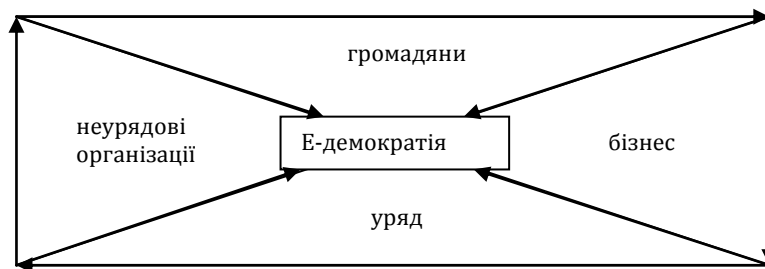 громадяни
неурядові
організації
Е-демократія
бізнес
уряд